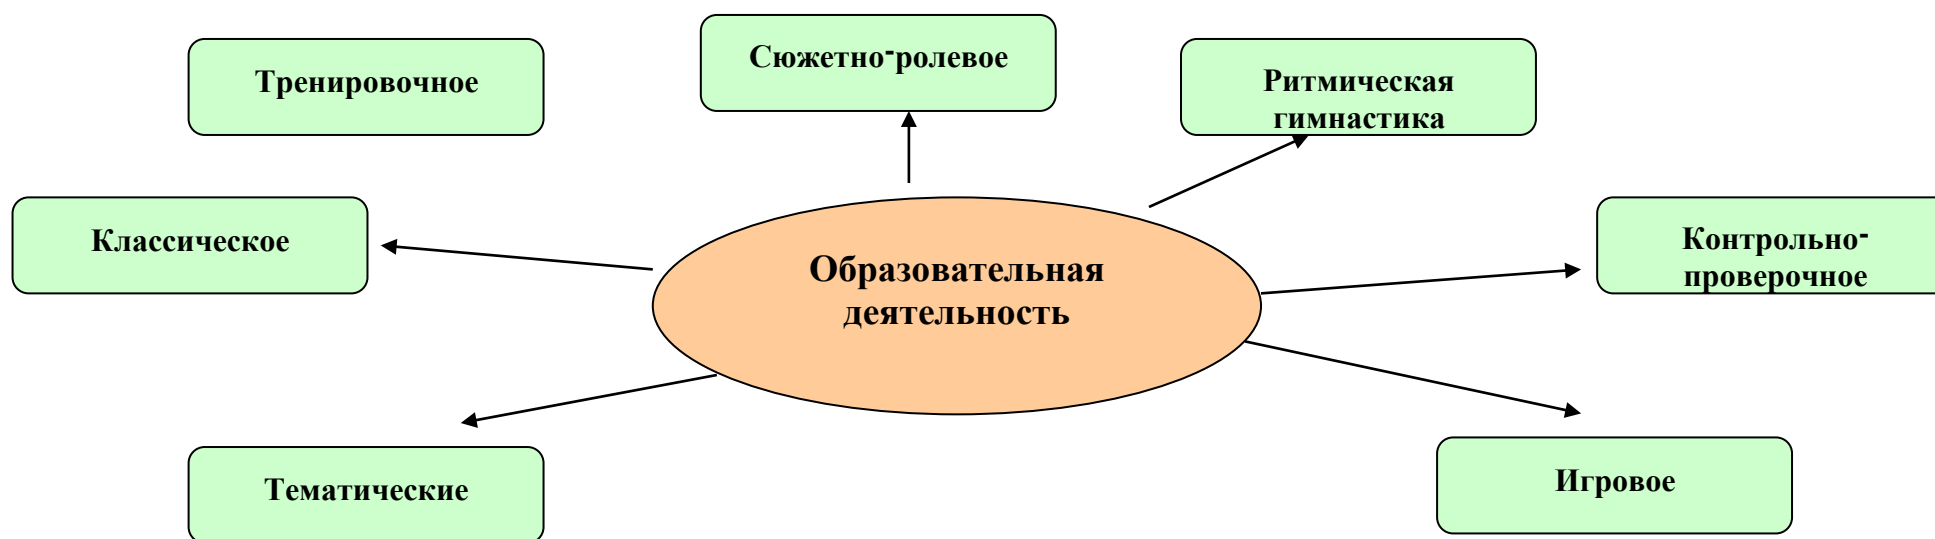 Сюжетно-ролевое
Тренировочное
Ритмическая
гимнастика
Классическое
Контрольно-
проверочное
Образовательная
деятельность
Тематические
Игровое